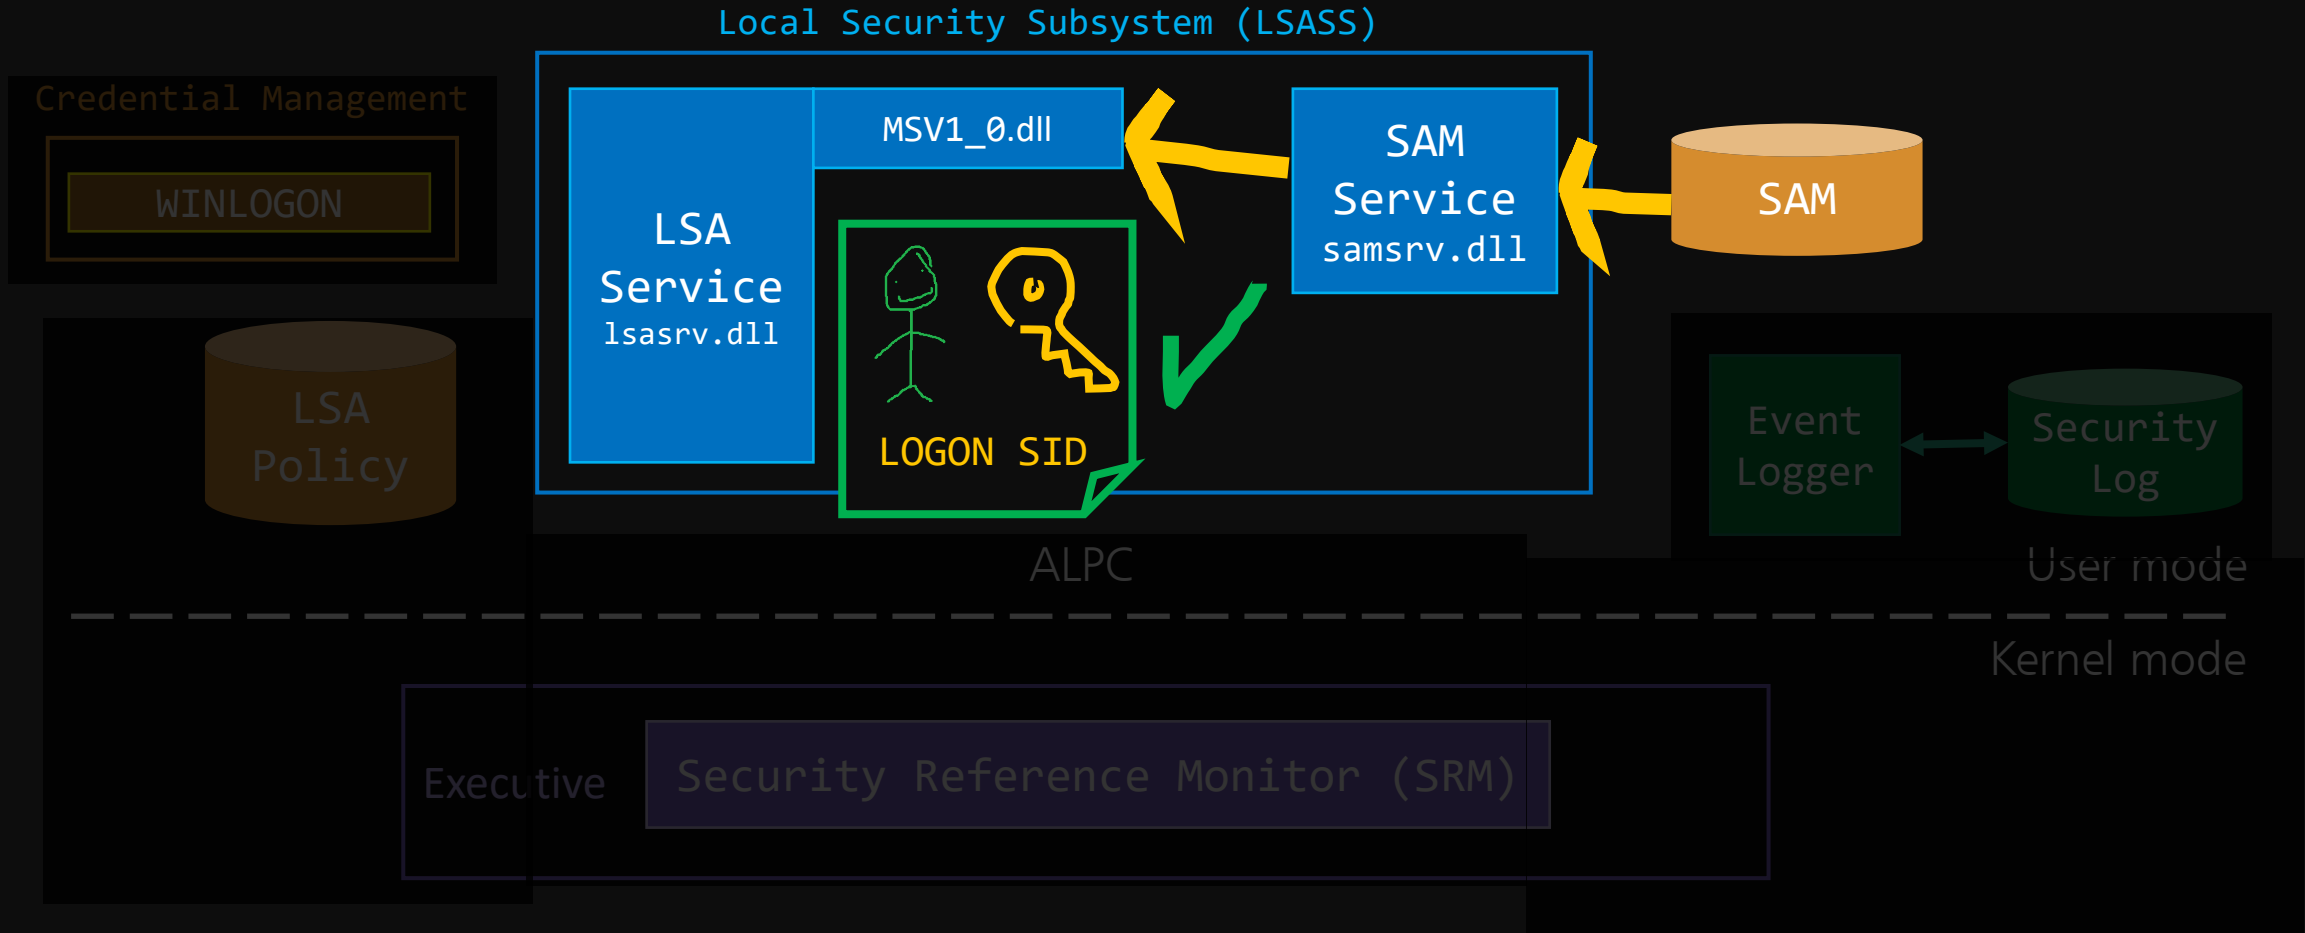 Local Security Subsystem (LSASS)
Credential Management
WINLOGON
LSA
Service
lsasrv.dll
MSV1_0.dll
SAM
Service
samsrv.dll
SAM
LOGON SID
LSA
Policy
Event
Logger
Security
Log
ALPC
User mode
Kernel mode
Executive
Security Reference Monitor (SRM)